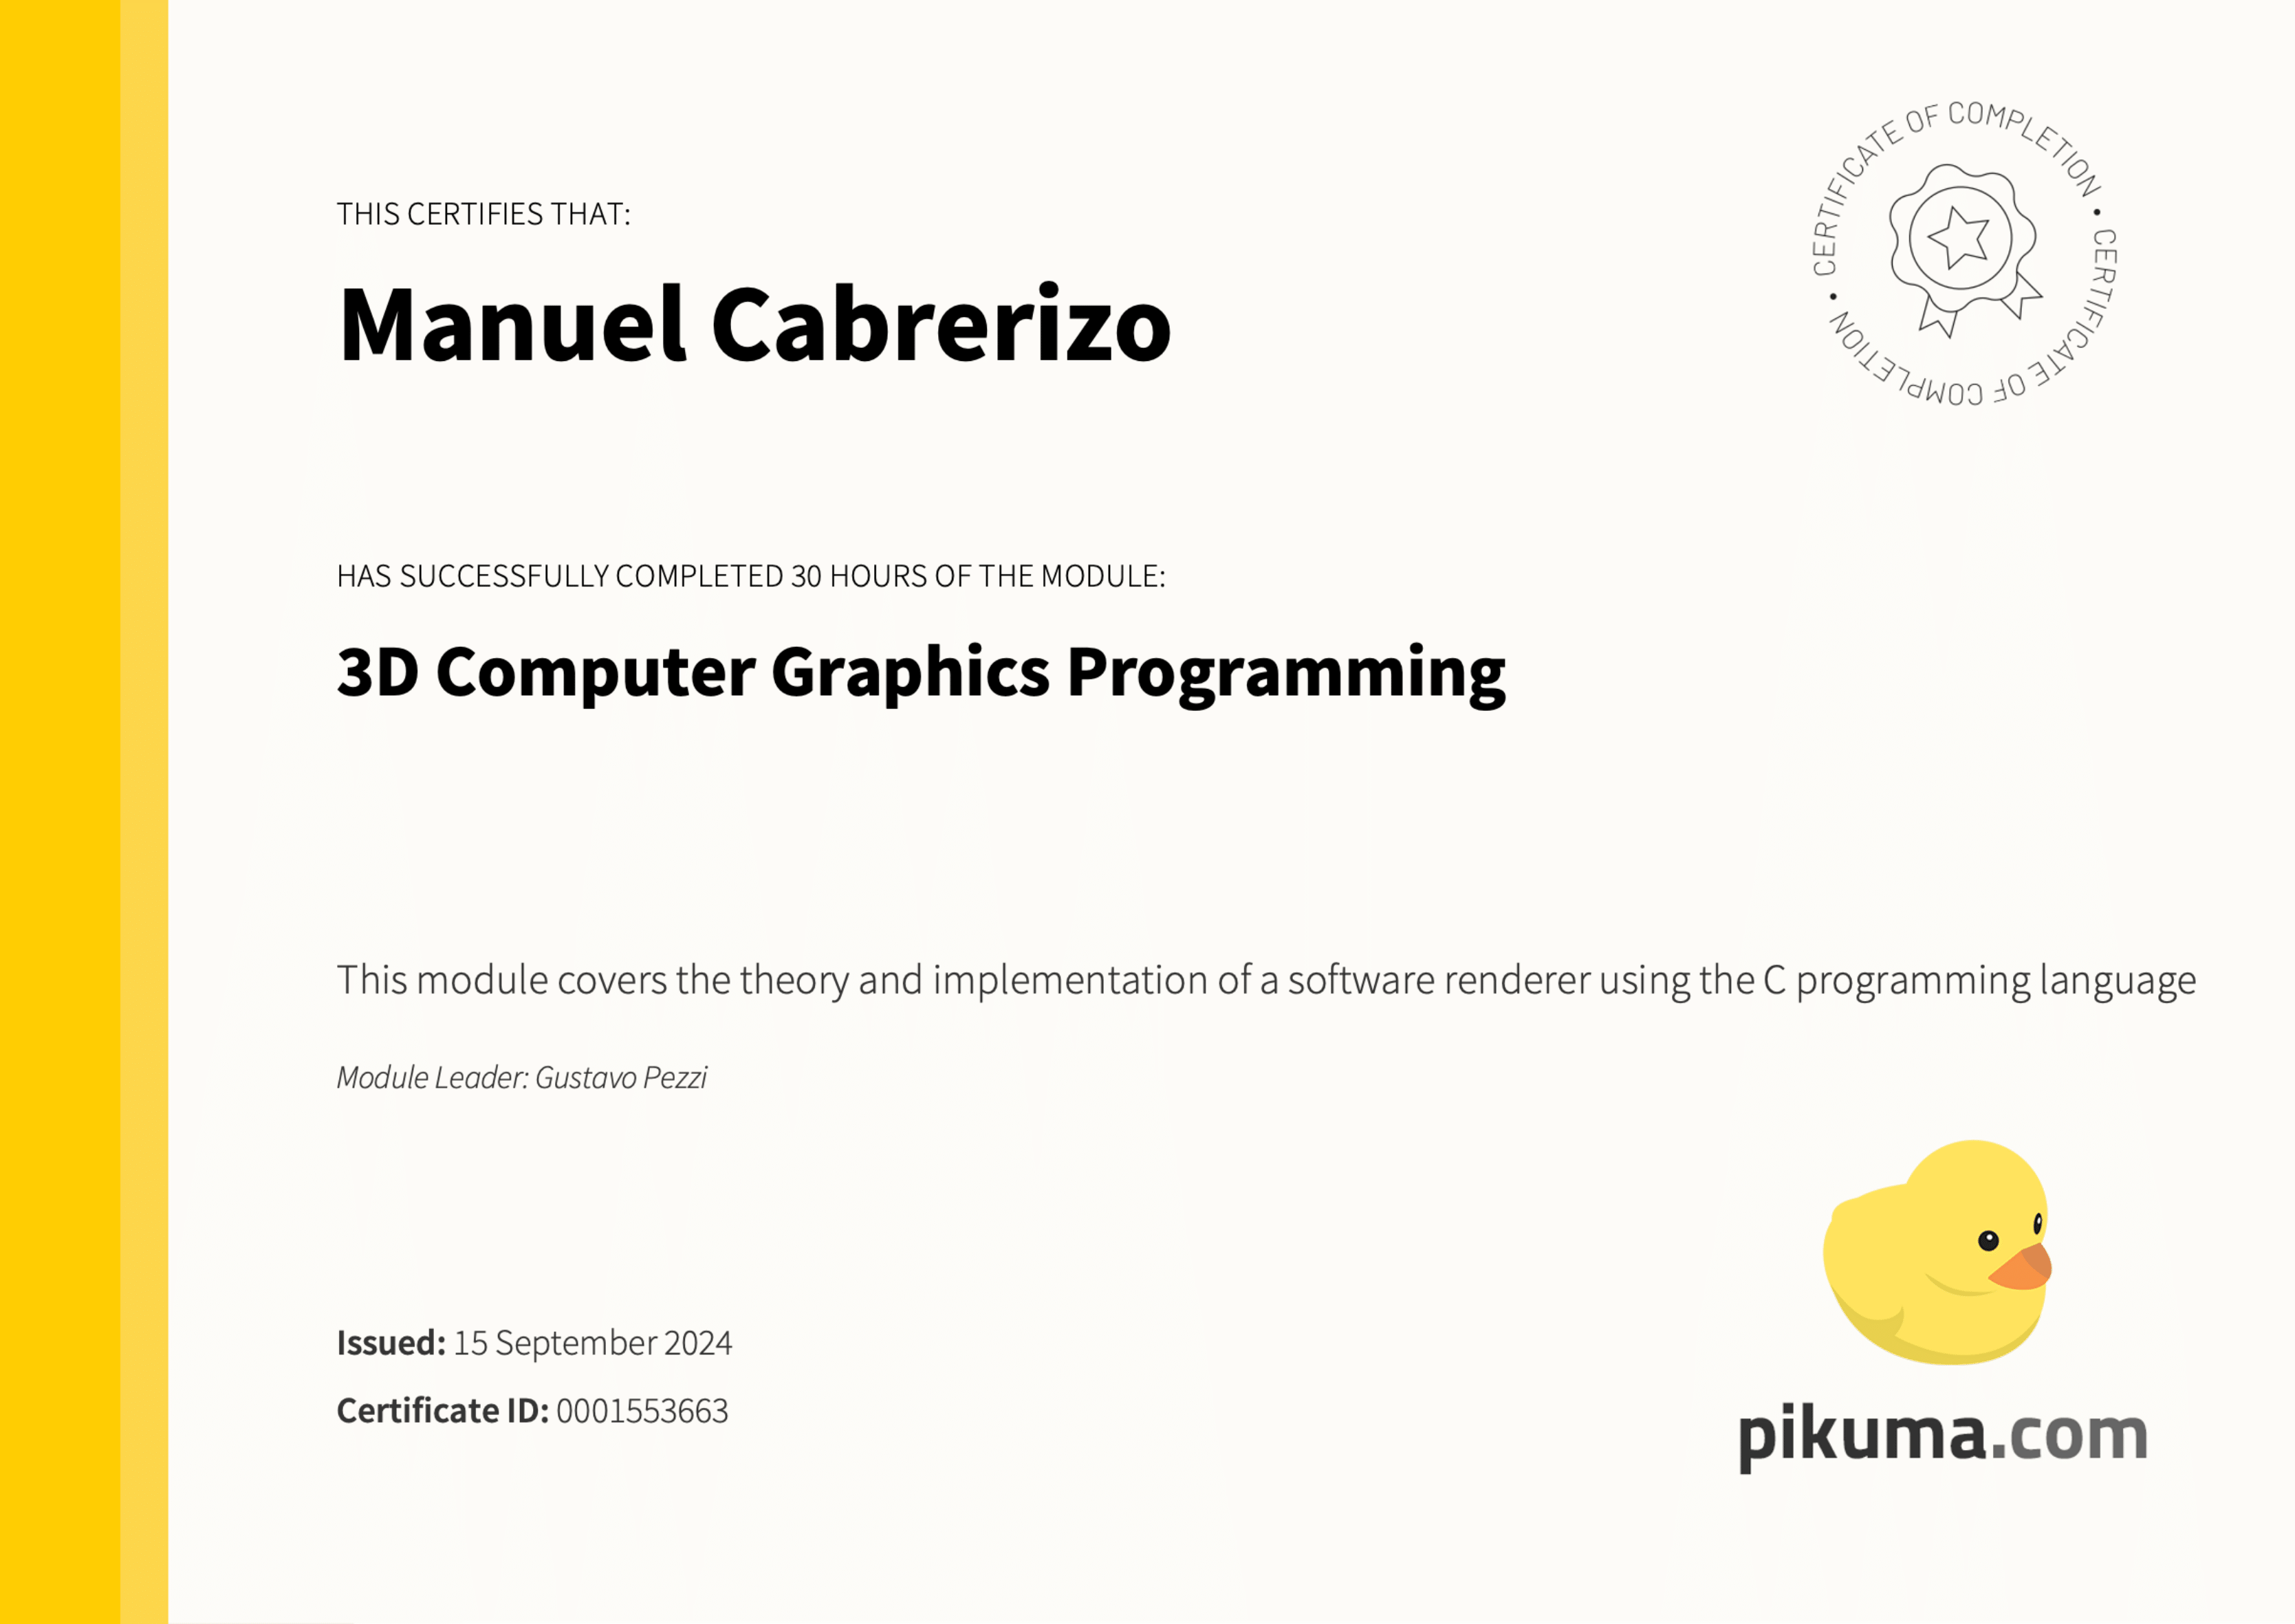 THIS CERTIFIES THAT:
Manuel Cabrerizo
CERTIFICATE OF COMPLETION • CERTIFICATE OF COMPLETION •
HAS SUCCESSFULLY COMPLETED 30 HOURS OF THE MODULE:
3D Computer Graphics Programming
This module covers the theory and implementation of a software renderer using the C programming language
Module Leader: Gustavo Pezzi
Issued: 15 September 2024
Certificate ID: 0001553663
pikuma.com